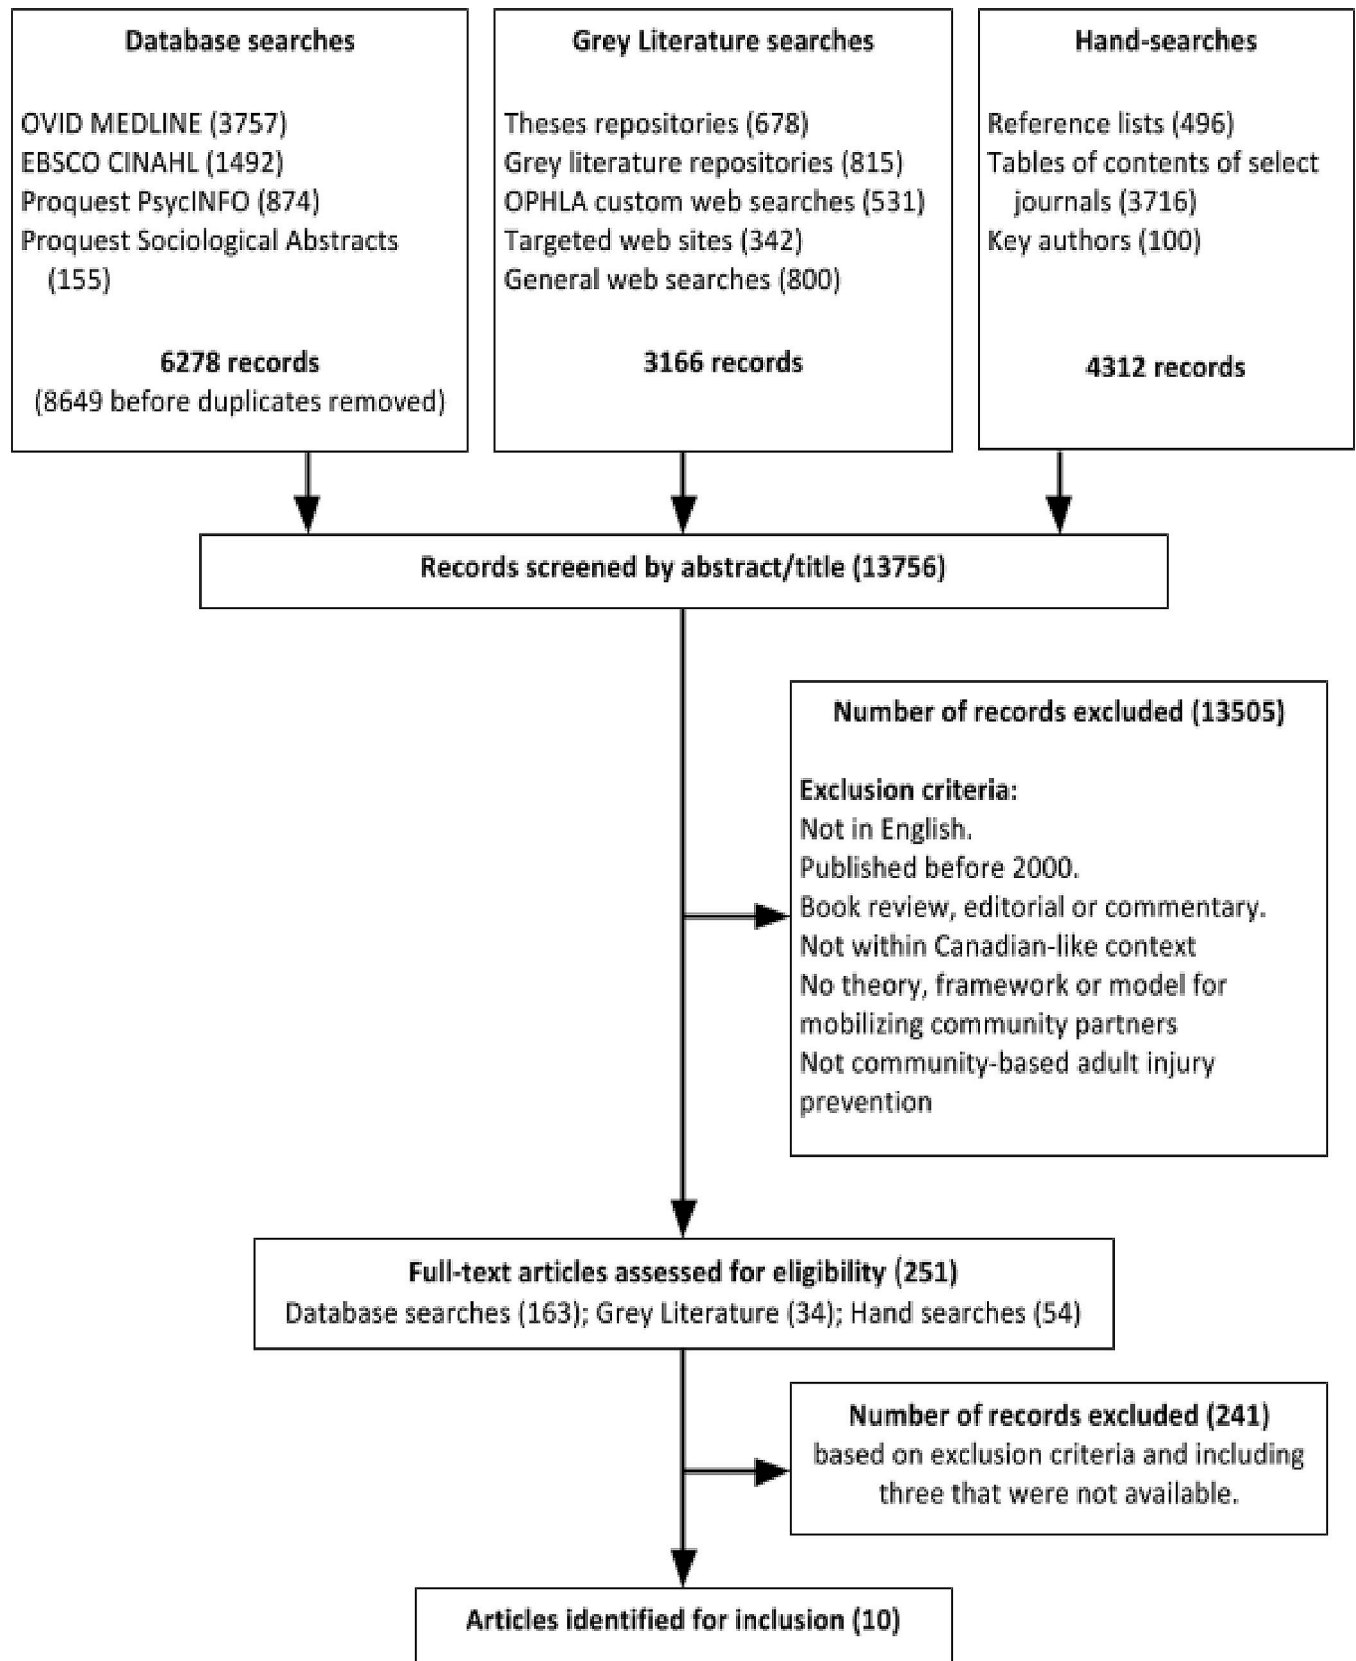 Database searches
OVID MEDLINE (3757)
EBSCO CINAHL (1492)
Proquest PsycINFO (874)
Proquest Sociological Abstracts
(155)
6278 records
(8649 before duplicates removed)
Grey Literature searches
Theses repositories (678)
Grey literature repositories (815)
OPHLA custom web searches (531)
Targeted web sites (342)
General web searches (800)
3166 records
Hand-searches
Reference lists (496)
Tables of contents of select
journals (3716)
Key authors (100)
4312 records
Records screened by abstract/title (13756)
Number of records excluded (13505)
Exclusion criteria:
Not in English.
Published before 2000.
Book review, editorial or commentary.
Not within Canadian-like context
No theory, framework or model for
mobilizing community partners
Not community-based adult injury
prevention
Full-text articles assessed for eligibility (251)
Database searches (163); Grey Literature (34); Hand searches (54)
Number of records excluded (241)
based on exclusion criteria and including
three that were not available.
Articles identified for inclusion (10)